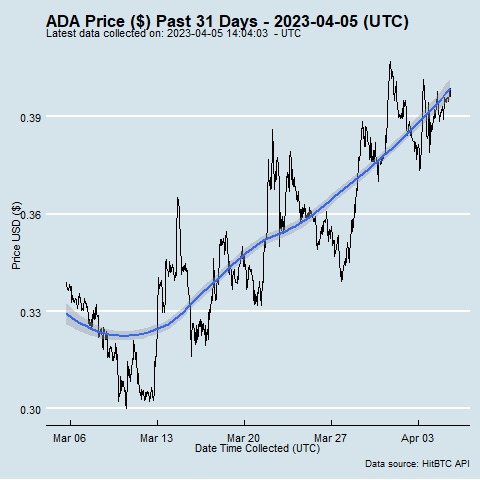 ADA Price ($) Past 31 Days - 2023-04-05 (UTC)
Latest data collected on: 2023-04-05 14:04:03  - UTC
0.39
0.36
0.33
0.30
Price USD ($)
Mar 06
Mar 13
Mar 20
Mar 27
Apr 03
Date Time Collected (UTC)
Data source: HitBTC API